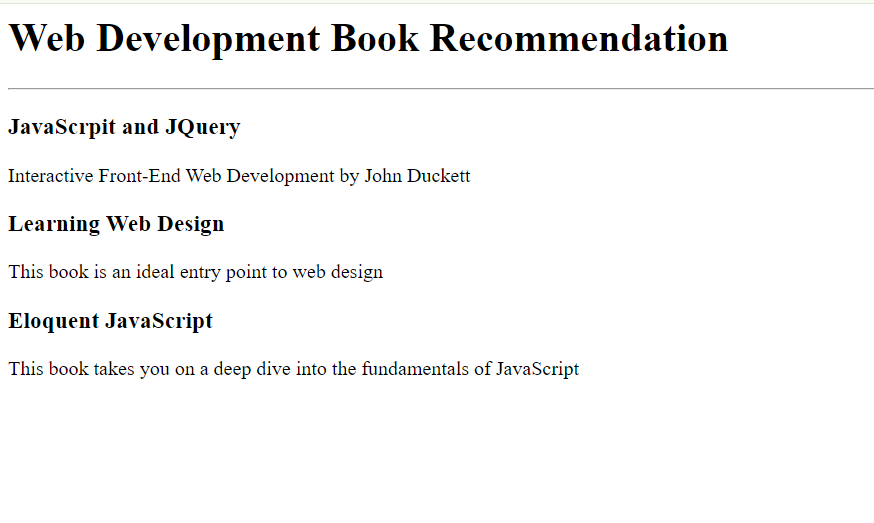 Web Development Book Recommendation
JavaScrpit and JQuery
Interactive Front-End Web Development by John Duckett
Learning Web Design
This book is an ideal entry point to web design
Eloquent JavaScript
This book takes you on a deep dive into the fundamentals of JavaScript